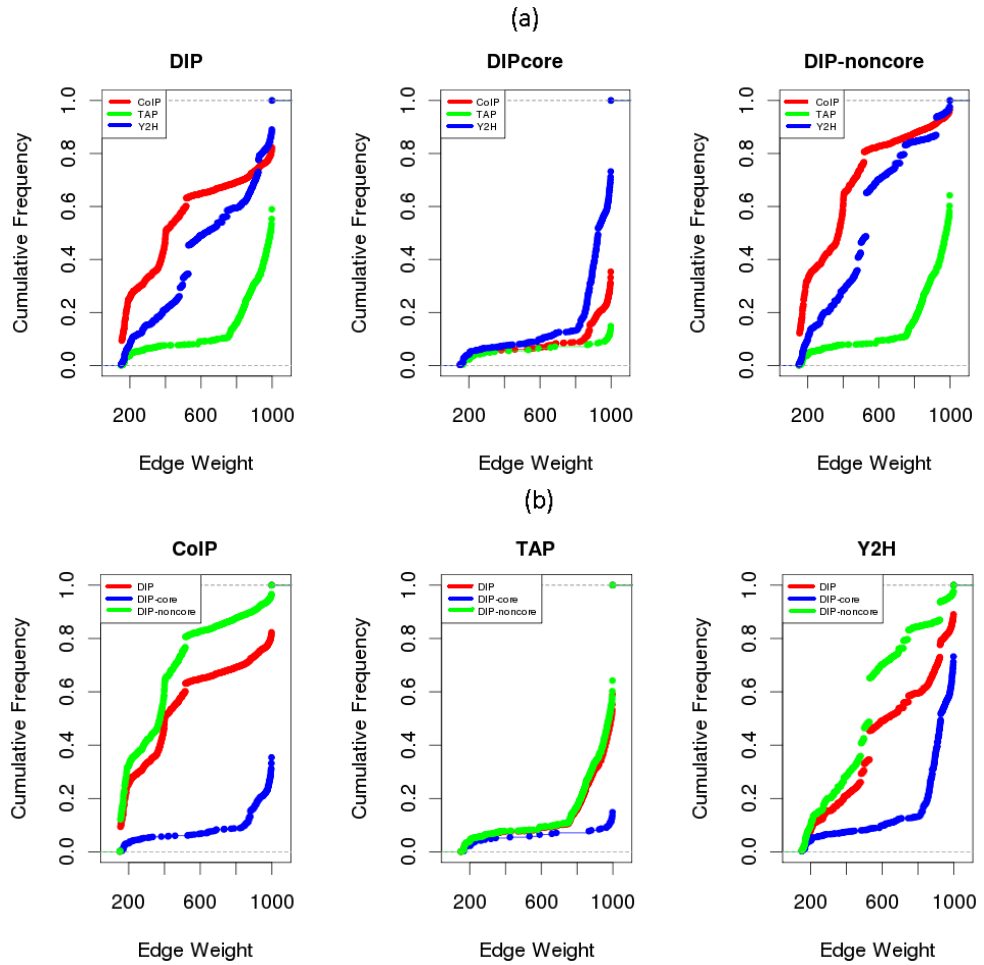 (a)
DIP
DIPcore
DIP-noncore
CoIP
TAP
Y2H
CoIP
TAP
Y2H
CoIP
TAP
Y2H
Cumulative Frequency
0.0 0.2 0.4 0.6 0.8 1.0
Cumulative Frequency
0.0 0.2 0.4 0.6 0.8 1.0
Cumulative Frequency
0.0 0.2 0.4 0.6 0.8 1.0
200 600 1000
200 600 1000
200 600 1000
Edge Weight
Edge Weight
Edge Weight
(b)
CoIP
TAP
Y2H
DIP
DIP-core
DIP-noncore
DIP
DIP-core
DIP-noncore
DIP
DIP-core
DIP-noncore
Cumulative Frequency
0.0 0.2 0.4 0.6 0.8 1.0
Cumulative Frequency
0.0 0.2 0.4 0.6 0.8 1.0
Cumulative Frequency
0.0 0.2 0.4 0.6 0.8 1.0
200 600 1000
200 600 1000
200 600 1000
Edge Weight
Edge Weight
Edge Weight